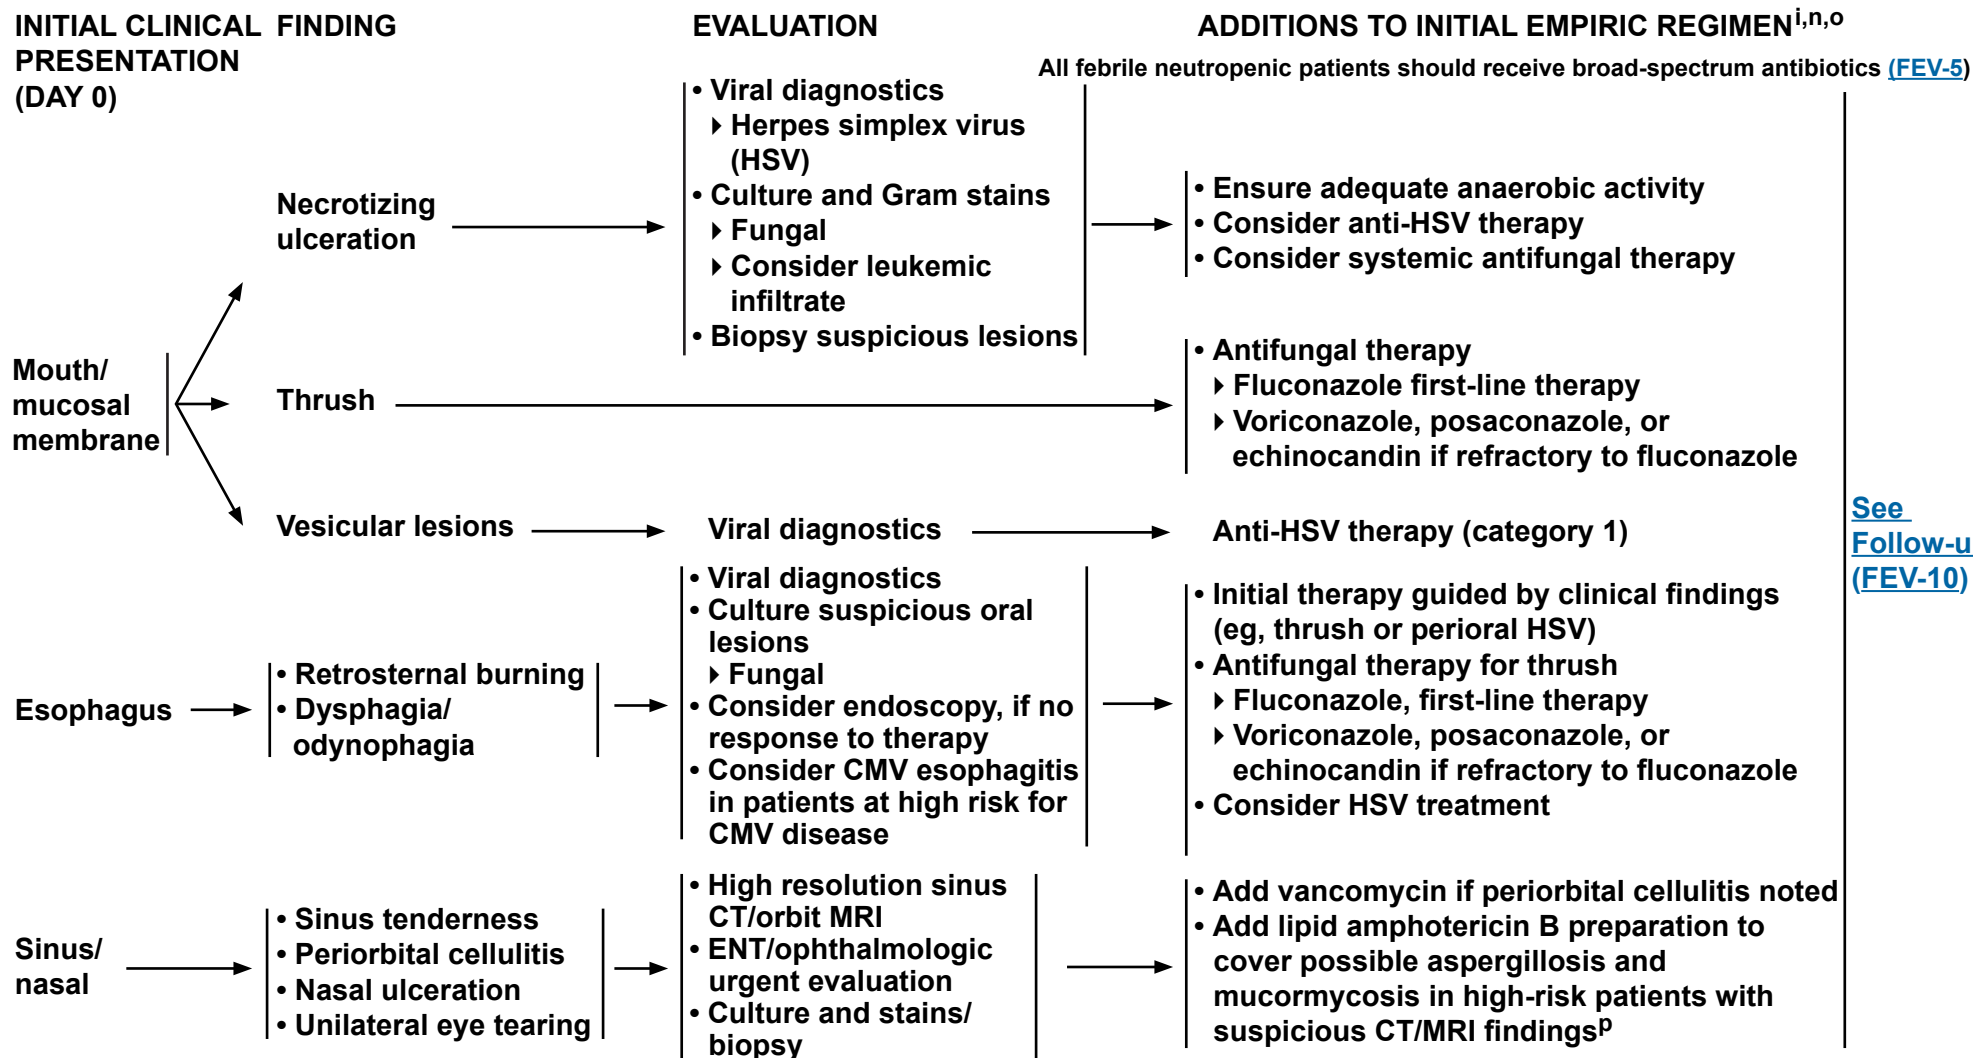 INITIAL CLINICAL PRESENTATION (DAY 0)
FINDING
EVALUATION
ADDITIONS TO INITIAL EMPIRIC REGIMENi,n,o
All febrile neutropenic patients should receive broad-spectrum antibiotics (FEV-5)
Mouth/
mucosal
membrane
Necrotizing
ulceration
• Viral diagnostics
▸ Herpes simplex virus
(HSV)
• Culture and Gram stains
▸ Fungal
▸ Consider leukemic
infiltrate
• Biopsy suspicious lesions
• Ensure adequate anaerobic activity
• Consider anti-HSV therapy
• Consider systemic antifungal therapy
Thrush
• Antifungal therapy
▸ Fluconazole first-line therapy
▸ Voriconazole, posaconazole, or
echinocandin if refractory to fluconazole
Vesicular lesions
Viral diagnostics
Anti-HSV therapy (category 1)
Esophagus
• Retrosternal burning
• Dysphagia/
odynophagia
• Viral diagnostics
• Culture suspicious oral
lesions
▸ Fungal
• Consider endoscopy, if no
response to therapy
• Consider CMV esophagitis
in patients at high risk for
CMV disease
• Initial therapy guided by clinical findings
(eg, thrush or perioral HSV)
• Antifungal therapy for thrush
▸ Fluconazole, first-line therapy
▸ Voriconazole, posaconazole, or
echinocandin if refractory to fluconazole
• Consider HSV treatment
Sinus/
nasal
• Sinus tenderness
• Periorbital cellulitis
• Nasal ulceration
• Unilateral eye tearing
• High resolution sinus
CT/orbit MRI
• ENT/ophthalmologic
urgent evaluation
• Culture and stains/
biopsy
• Add vancomycin if periorbital cellulitis noted
• Add lipid amphotericin B preparation to
cover possible aspergillosis and
mucormycosis in high-risk patients with
suspicious CT/MRI findingsp
See
Follow-u
(FEV-10)